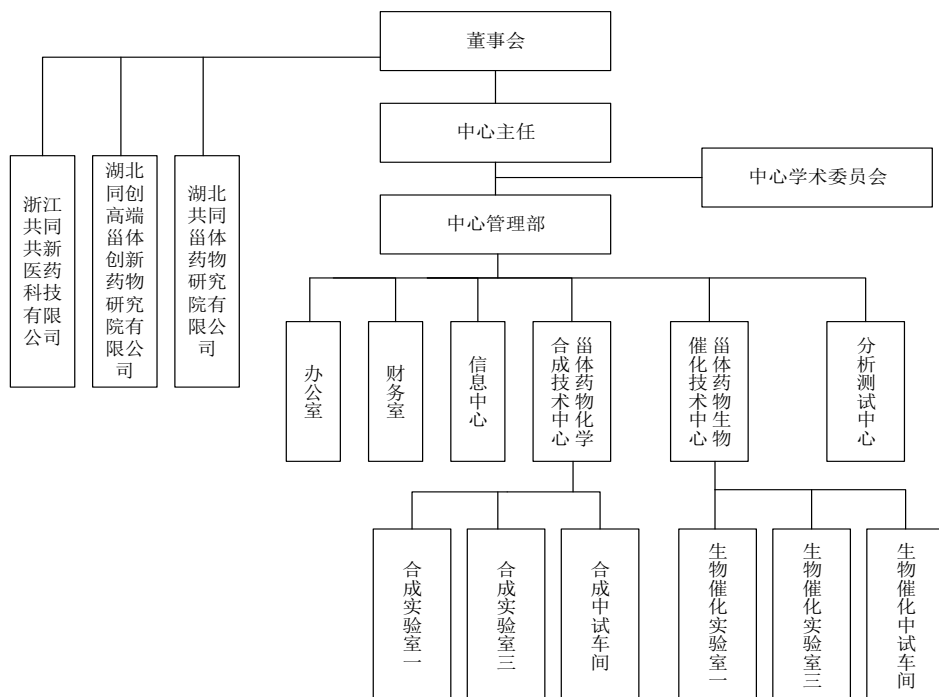 董事会
中心主任
中心学术委员会
中心管理部
浙江
共同
共新
医药
科技
有限
公司
湖北
同创
高端
甾体
创新
药物
研究
院有
限公
司
湖北
共同
甾体
药物
研究
院有
限公
司
办公室
财务室
信息中心
甾体药物化学
合成技术中心
甾体药物生物
催化技术中心
分析测试中心
合成实验室一
合成实验室三
合成中试车间
生物催化实验室一
生物催化实验室三
生物催化中试车间